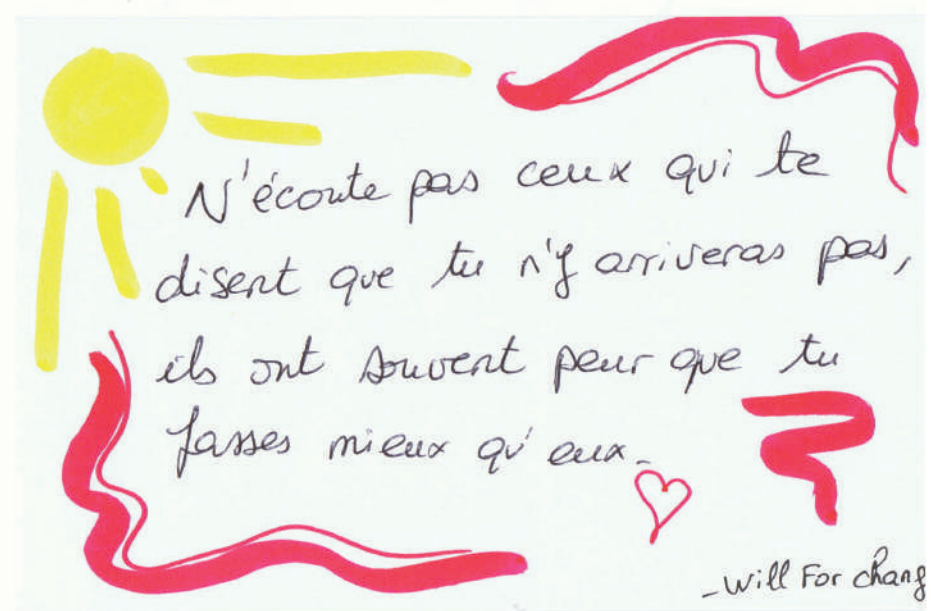 N'écoute pas ceux qui te
disent que tu n'y arriveras pas,
ils ont souvent peur que tu
fasses mieux qu'eux.
-Will For chang